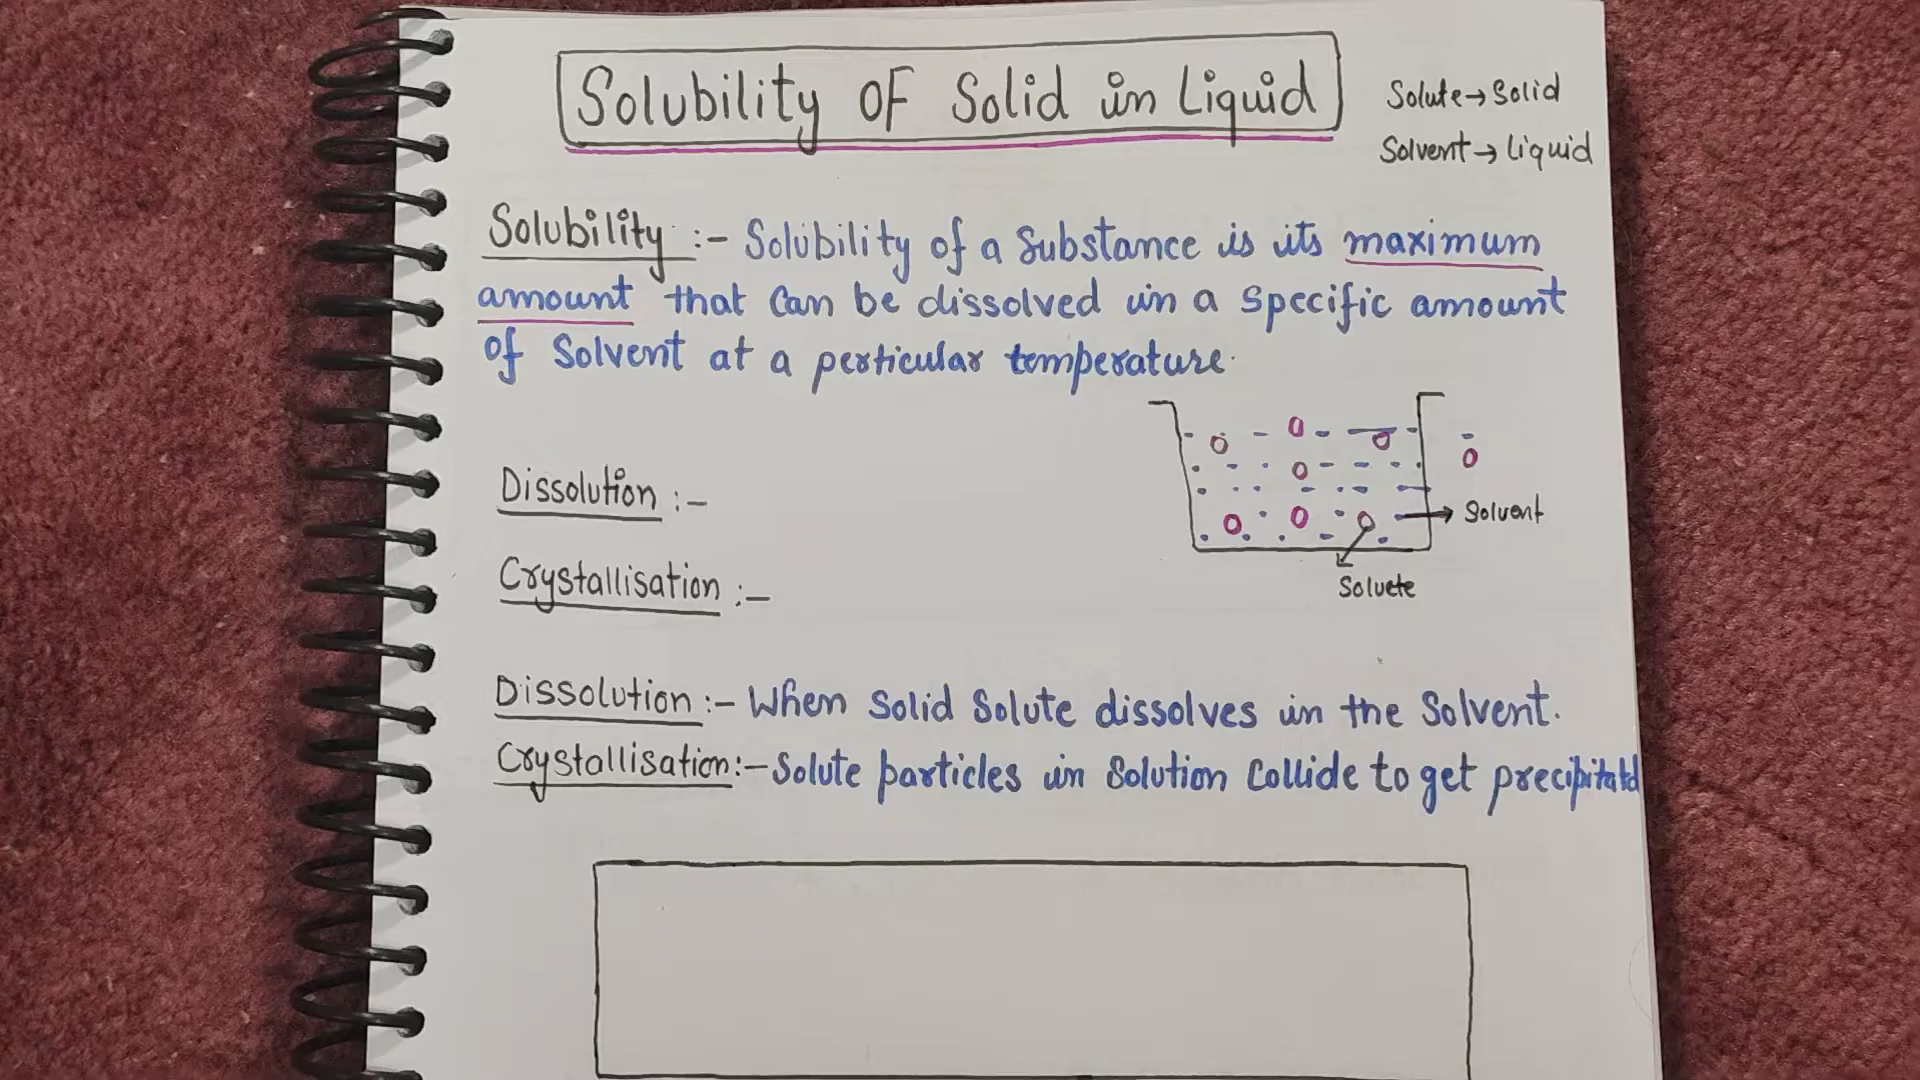 Solubility OF Solid in Liquid
Solute→Solid
Solvent→Liquid
Solubility :- Solubility of a Substance is its maximum
amount that can be dissolved in a specific amount
of Solvent at a perticular temperature.
Dissolution :-
Crystallisation :-
Solvent
Soluete
Dissolution :- When Solid Solute dissolves in the Solvent.
Crystallisation:- Solute particles in Solution Collide to get precipitatd